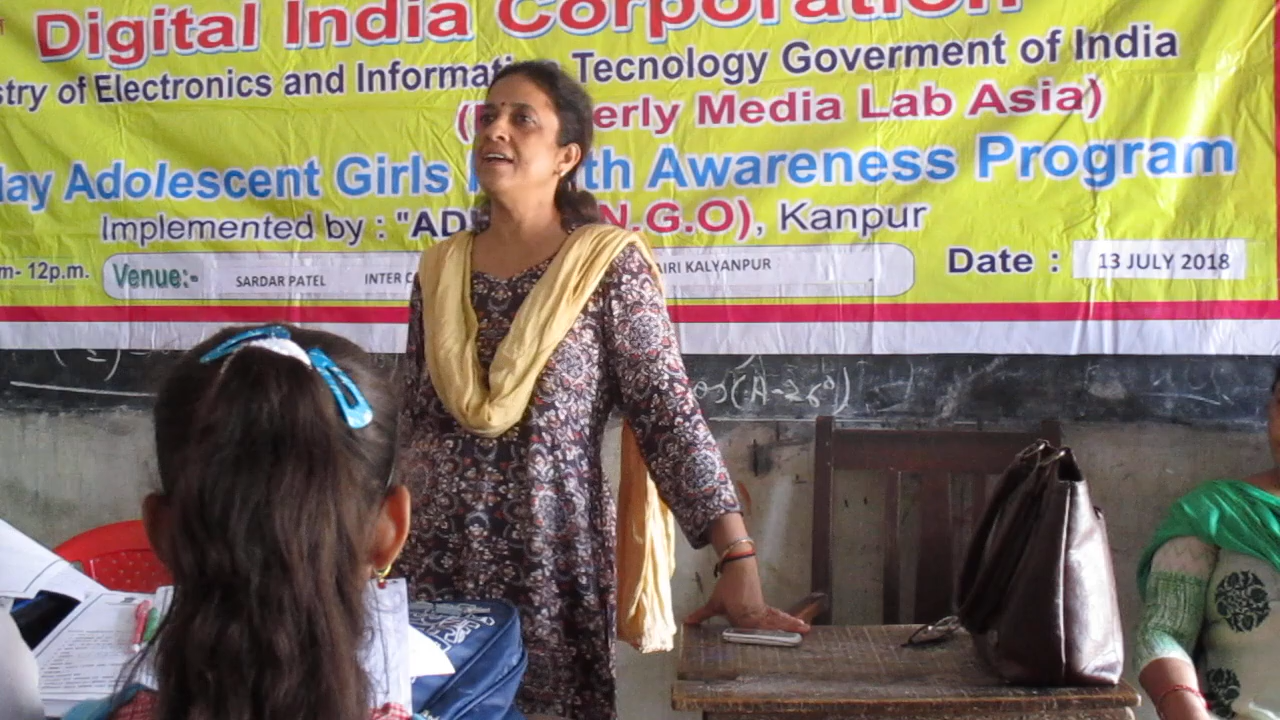 Digital India Corporation
stry of Electronics and Informati Tecnology Goverment of India
erly Media Lab Asia)
Adolescent Girls th Awareness Program
Implemented by : "AD N.G.O), Kanpur
m- 12p.m. Venue:- SARDAR PATEL INTER C AIRI KALYANPUR Date : 13 JULY 2018